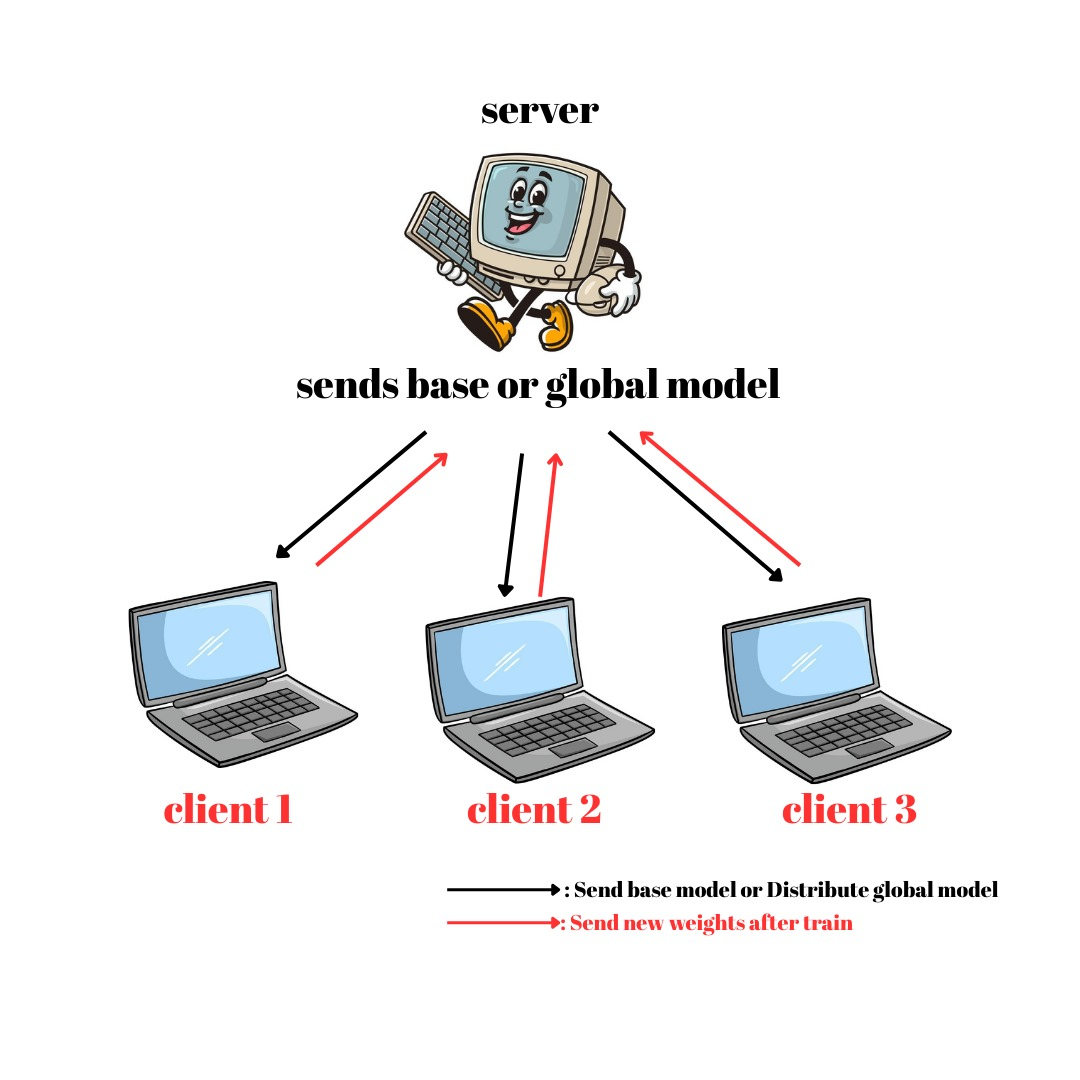 server
sends base or global model
client 1
client 2
client 3
: Send base model or Distribute global model
: Send new weights after train